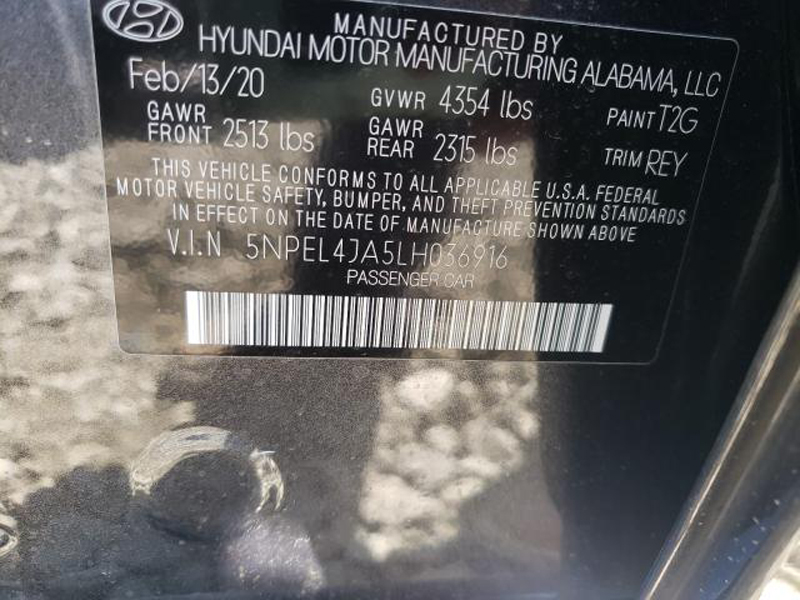 MANUFACTURED BY
HYUNDAI MOTOR MANUFACTURING ALABAMA, LLC
Feb/13/20 GVWR 4354 lbs PAINT T2G
GAWR FRONT 2513 lbs GAWR REAR 2315 lbs TRIM REY
THIS VEHICLE CONFORMS TO ALL APPLICABLE U.S.A. FEDERAL
MOTOR VEHICLE SAFETY, BUMPER, AND THEFT PREVENTION STANDARDS
IN EFFECT ON THE DATE OF MANUFACTURE SHOWN ABOVE
V.I.N 5NPEL4JA5LH036916
PASSENGER CAR